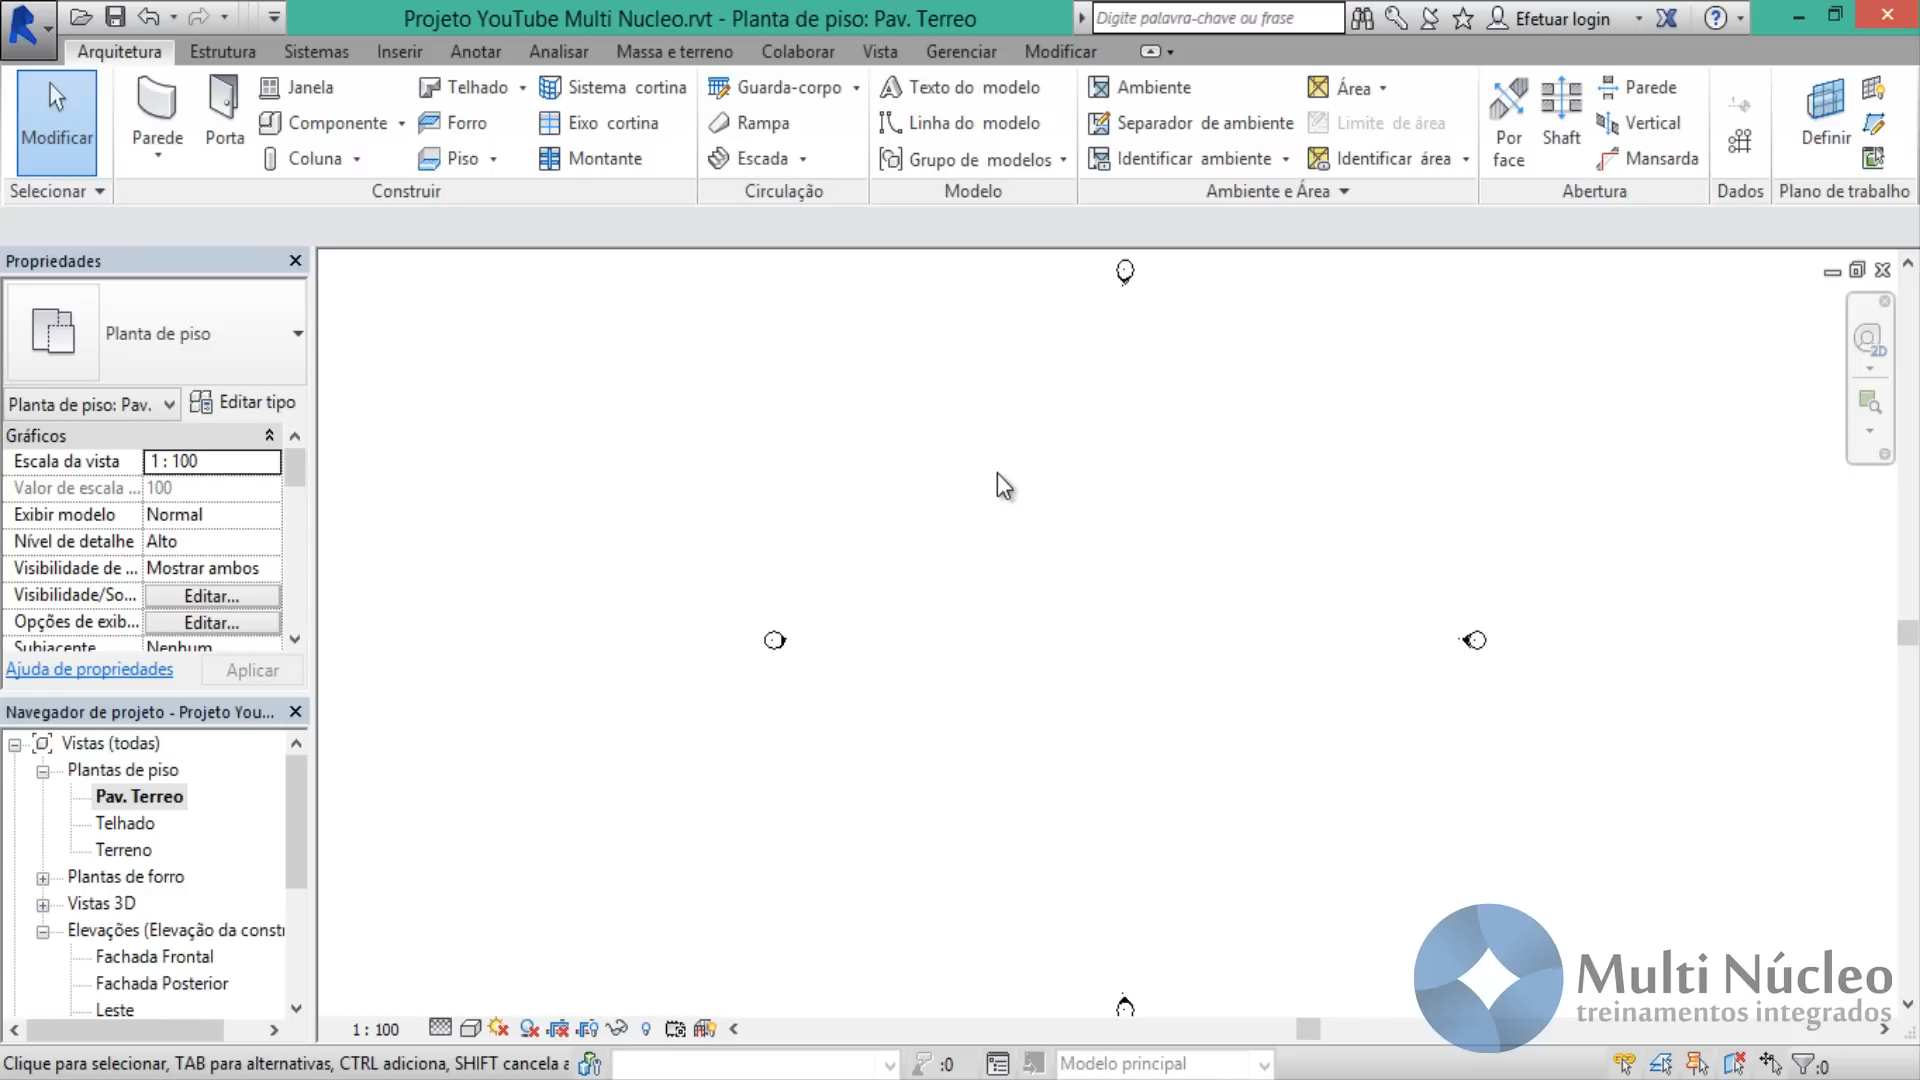 Projeto YouTube Multi Nucleo.rvt - Planta de piso: Pav. Terreo
Digite palavra-chave ou frase
Efetuar login
Arquitetura Estrutura Sistemas Inserir Anotar Analisar Massa e terreno Colaborar Vista Gerenciar Modificar
Modificar
Selecionar
Parede
Porta
Janela
Componente
Coluna
Telhado
Forro
Piso
Sistema cortina
Eixo cortina
Montante
Construir
Guarda-corpo
Rampa
Escada
Circulação
Texto do modelo
Linha do modelo
Grupo de modelos
Modelo
Ambiente
Separador de ambiente
Identificar ambiente
Área
Limite de área
Identificar área
Ambiente e Área
Por
face
Shaft
Parede
Vertical
Mansarda
Abertura
Dados
Definir
Plano de trabalho
Propriedades
Planta de piso
Planta de piso: Pav.
Editar tipo
Gráficos
Escala da vista 1 : 100
Valor de escala ... 100
Exibir modelo Normal
Nível de detalhe Alto
Visibilidade de ... Mostrar ambos
Visibilidade/So... Editar...
Opções de exib... Editar...
Subjacente Nenhum
Ajuda de propriedades Aplicar
Navegador de projeto - Projeto You...
Vistas (todas)
Plantas de piso
Pav. Terreo
Telhado
Terreno
Plantas de forro
Vistas 3D
Elevações (Elevação da constr
Fachada Frontal
Fachada Posterior
Leste
2D
1 : 100
Multi Núcleo
treinamentos integrados
Clique para selecionar, TAB para alternativas, CTRL adiciona, SHIFT cancela a
:0
Modelo principal
:0